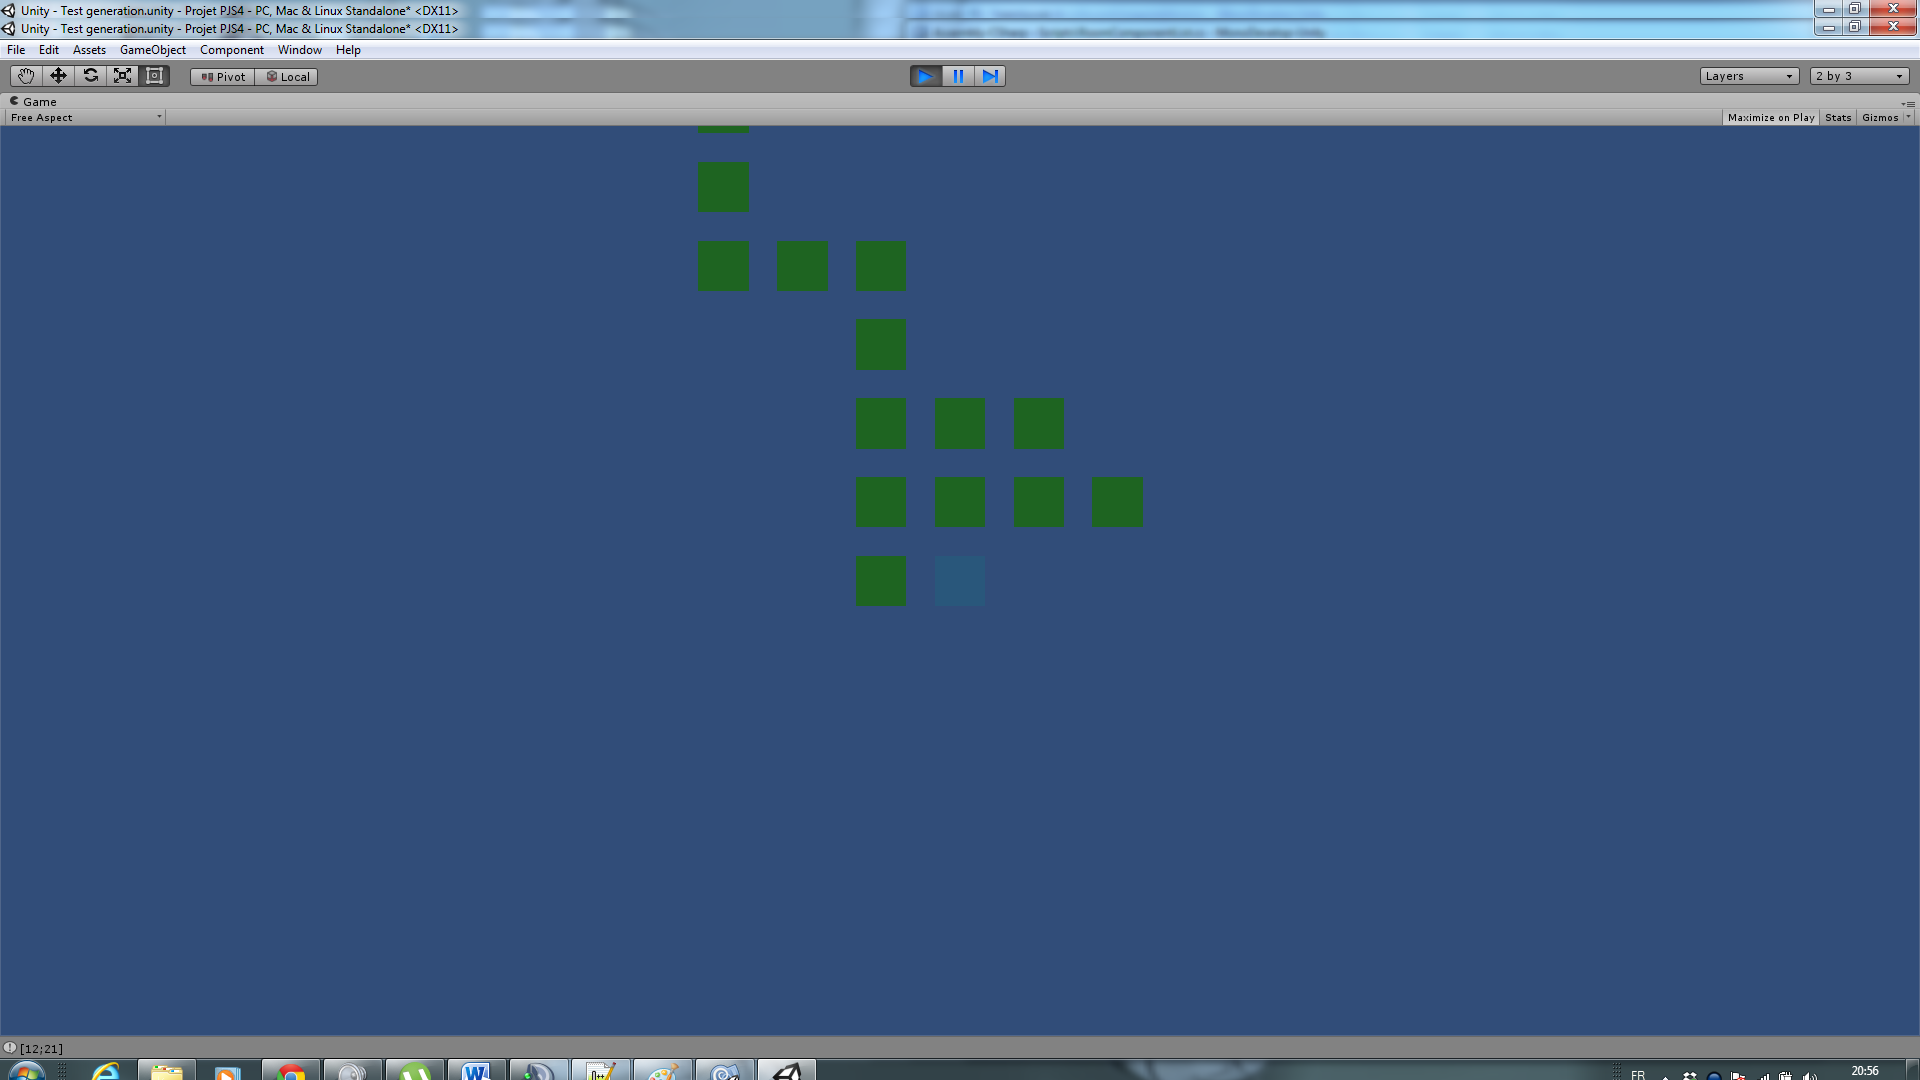 Unity - Test generation.unity - Projet PJS4 - PC, Mac & Linux Standalone* <DX11>
Unity - Test generation.unity - Projet PJS4 - PC, Mac & Linux Standalone* <DX11>
File Edit Assets GameObject Component Window Help
Pivot Local Layers 2 by 3
Game
Free Aspect Maximize on Play Stats Gizmos
[12;21]
W
FR 20:56